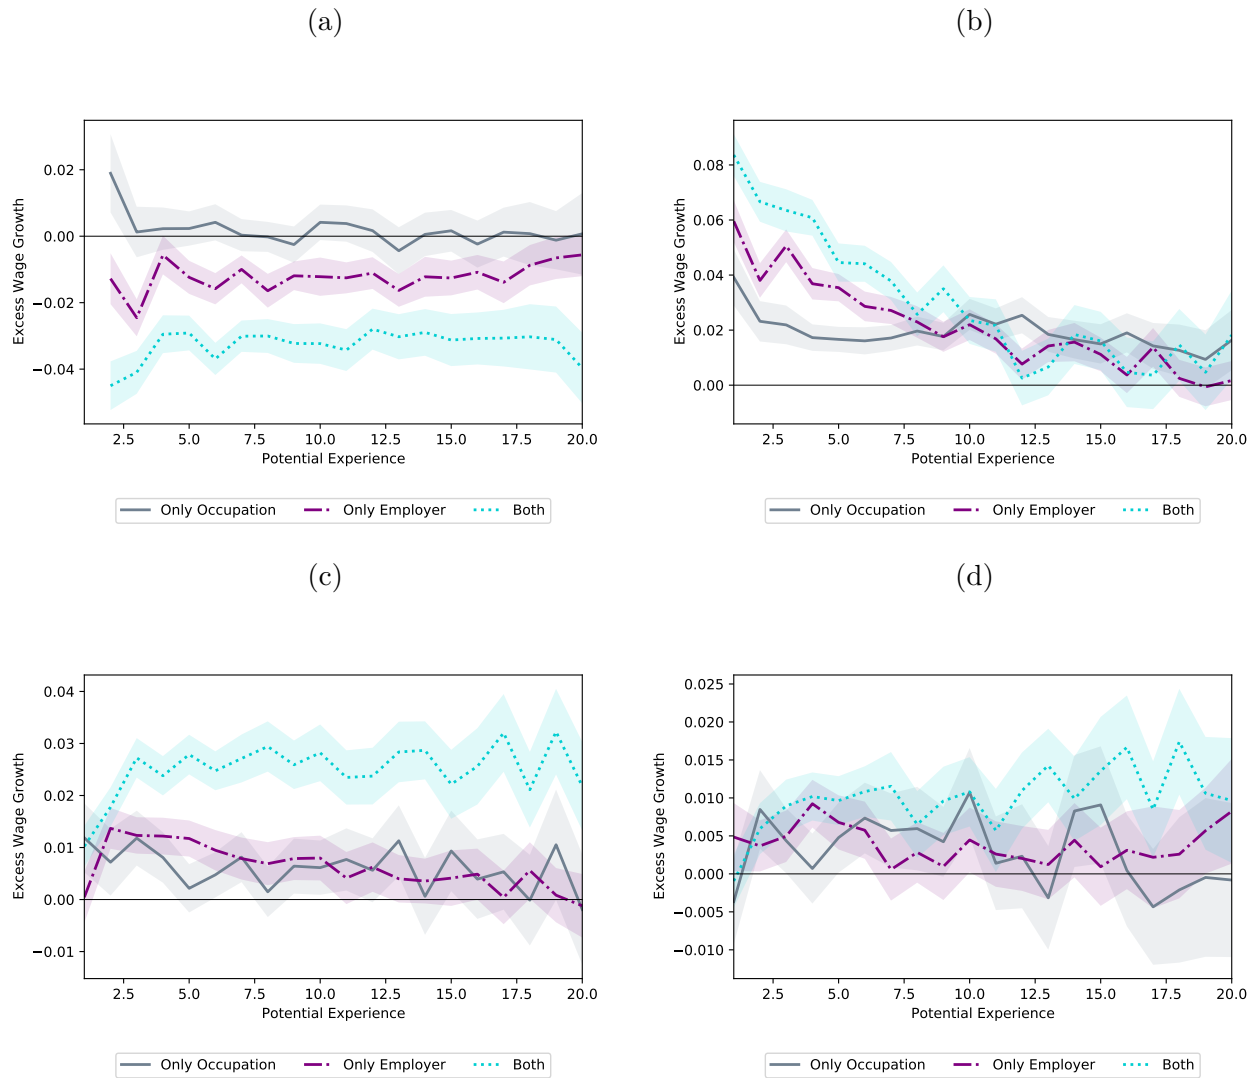 (a)
Excess Wage Growth
0.02
0.00
−0.02
−0.04
2.5 5.0 7.5 10.0 12.5 15.0 17.5 20.0
Potential Experience
Only Occupation Only Employer Both
(b)
Excess Wage Growth
0.08
0.06
0.04
0.02
0.00
2.5 5.0 7.5 10.0 12.5 15.0 17.5 20.0
Potential Experience
Only Occupation Only Employer Both
(c)
Excess Wage Growth
0.04
0.03
0.02
0.01
0.00
−0.01
2.5 5.0 7.5 10.0 12.5 15.0 17.5 20.0
Potential Experience
Only Occupation Only Employer Both
(d)
Excess Wage Growth
0.025
0.020
0.015
0.010
0.005
0.000
−0.005
−0.010
2.5 5.0 7.5 10.0 12.5 15.0 17.5 20.0
Potential Experience
Only Occupation Only Employer Both